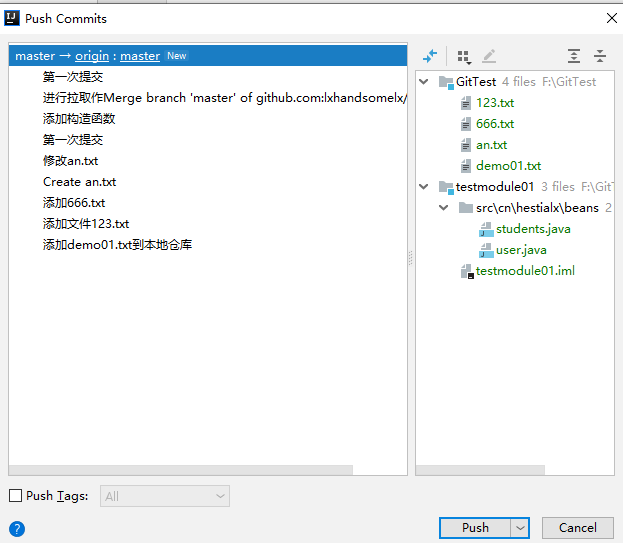 Push Commits
master → origin : master New
第一次提交
进行拉取作Merge branch 'master' of github.com:lxhandsomelx/
添加构造函数
第一次提交
修改an.txt
Create an.txt
添加666.txt
添加文件123.txt
添加demo01.txt到本地仓库
GitTest 4 files F:\GitTest
123.txt
666.txt
an.txt
demo01.txt
testmodule01 3 files F:\GitT
src\cn\hestialx\beans 2
students.java
user.java
testmodule01.iml
Push Tags: All
? Push Cancel